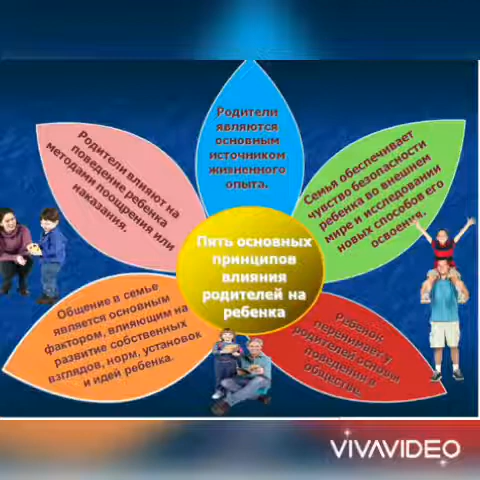 Родители
являются
основным
источником
жизненного
опыта.
Родители влияют на
поведение ребенка
методами поощрения или
наказания.
Семья обеспечивает
чувство безопасности
ребенка во внешнем
мире и исследовании
новых способов его
освоения.
Пять основных
принципов
влияния
родителей на
ребенка
Общение в семье
является основным
фактором, влияющим на
развитие собственных
взглядов, норм, установок
и идей ребенка.
Ребенок
перенимает у
родителей основы
поведения в
обществе.
VIVAVIDEO